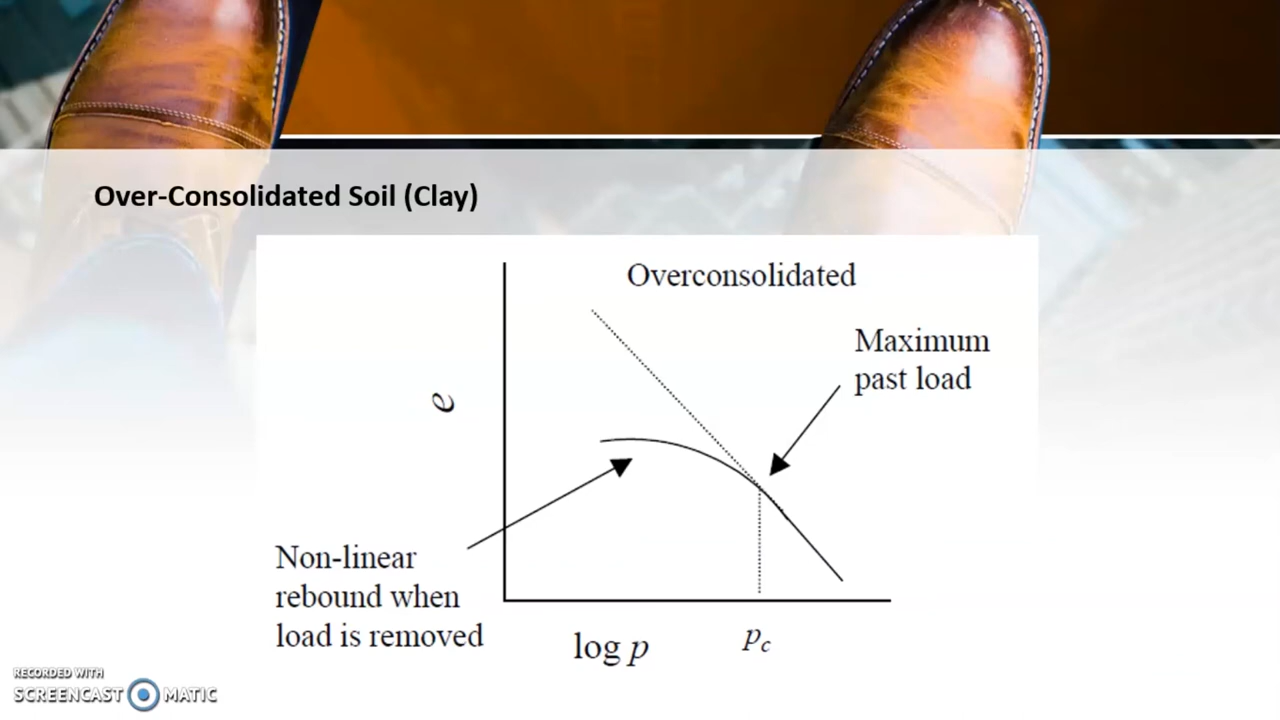 Over-Consolidated Soil (Clay)
Overconsolidated
Maximum
past load
e
Non-linear
rebound when
load is removed
log p
pc
RECORDED WITH
SCREENCAST MATIC